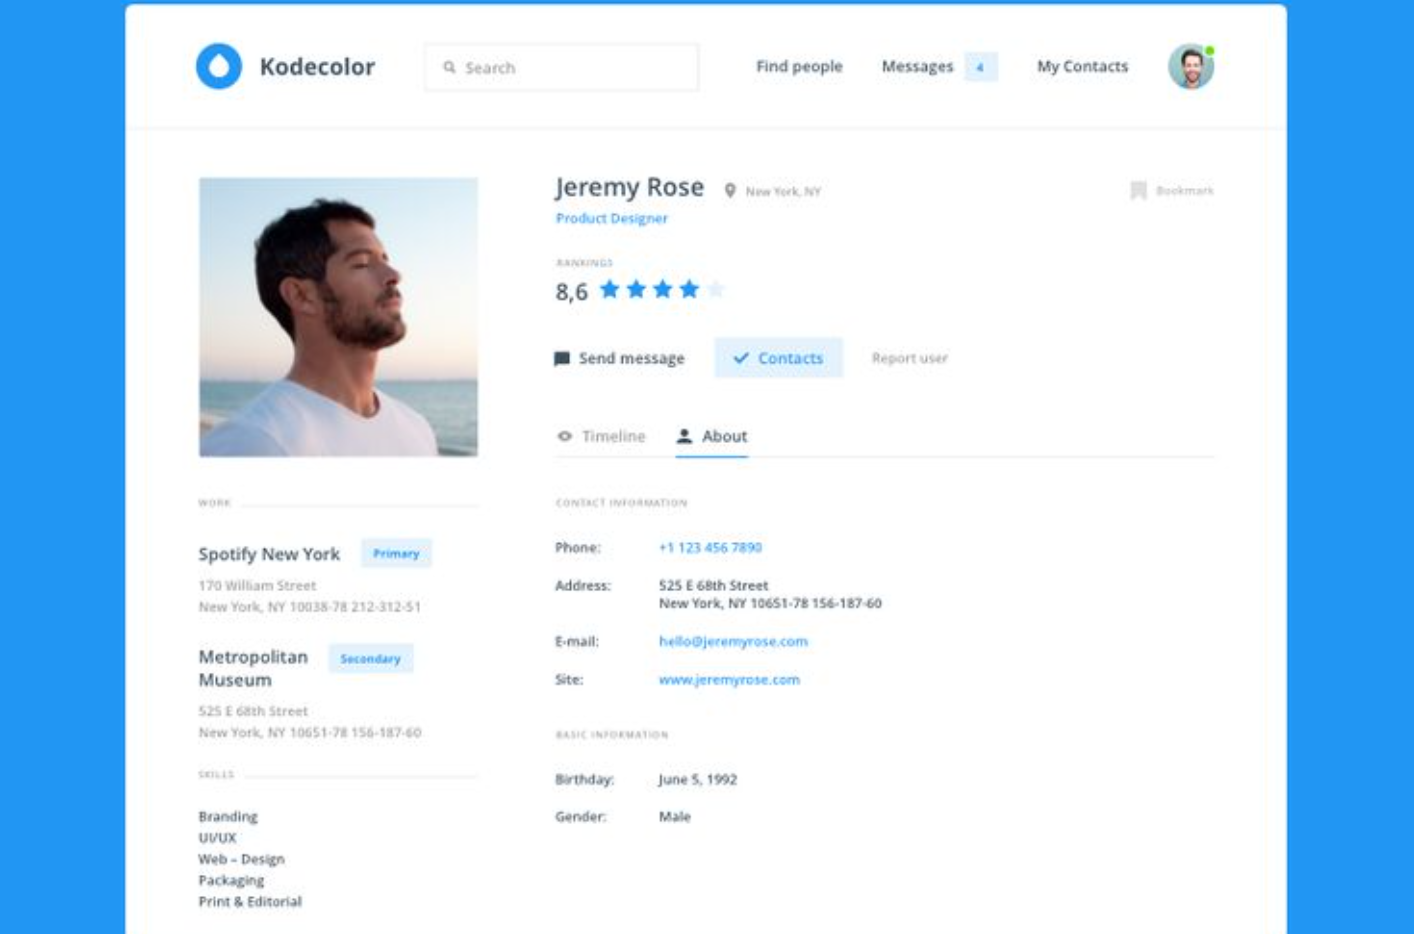 Kodecolor
Search
Find people
Messages 4
My Contacts
Jeremy Rose New York, NY
Bookmark
Product Designer
RANKINGS
8,6
Send message
Contacts
Report user
Timeline
About
WORK
Spotify New York Primary
170 William Street
New York, NY 10038-78 212-312-51
Metropolitan Secondary
Museum
525 E 68th Street
New York, NY 10651-78 156-187-60
SKILLS
Branding
UI/UX
Web – Design
Packaging
Print & Editorial
CONTACT INFORMATION
Phone: +1 123 456 7890
Address: 525 E 68th Street
New York, NY 10651-78 156-187-60
E-mail: hello@jeremyrose.com
Site: www.jeremyrose.com
BASIC INFORMATION
Birthday: June 5, 1992
Gender: Male